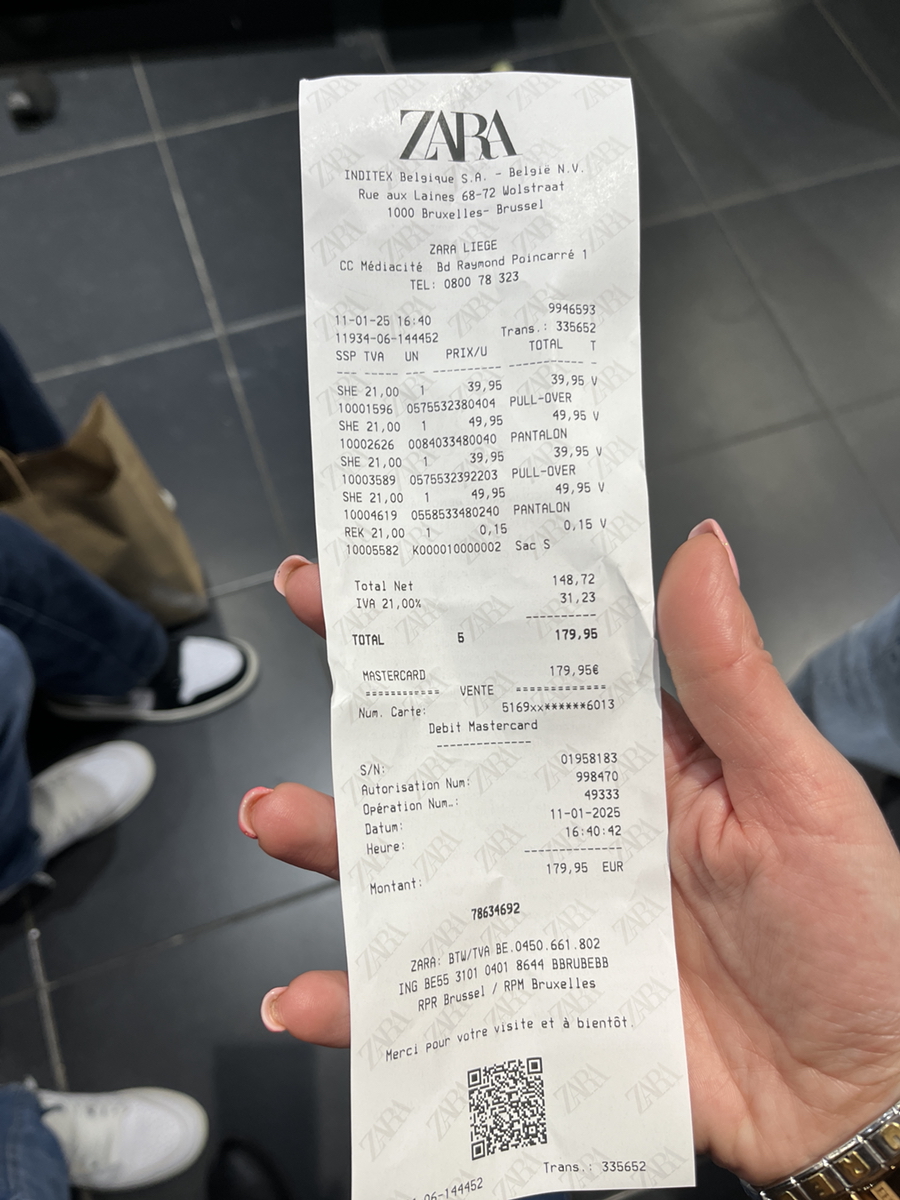 ZARA
INDITEX Belgique S.A. - België N.V.
Rue aux Laines 68-72 Wolstraat
1000 Bruxelles- Brussel
ZARA LIEGE
CC Médiacité Bd Raymond Poincarré 1
TEL: 0800 78 323
9946593
11-01-25 16:40 Trans.: 335652
11934-06-144452
SSP TVA UN PRIX/U TOTAL T
--- ---- --- ---------- ----------- -
SHE 21,00 1 39,95 39,95 V
10001596 0575532380404 PULL-OVER
SHE 21,00 1 49,95 49,95 V
10002626 0084033480040 PANTALON
SHE 21,00 1 39,95 39,95 V
10003589 0575532392203 PULL-OVER
SHE 21,00 1 49,95 49,95 V
10004619 0558533480240 PANTALON
REK 21,00 1 0,15 0,15 V
10005582 K000010000002 Sac S
Total Net 148,72
IVA 21,00% 31,23
----------
TOTAL 5 179,95
MASTERCARD 179,95€
=========== VENTE =============
Num. Carte: 5169xx******6013
Debit Mastercard
--------------
S/N: 01958183
Autorisation Num: 998470
Opération Num.: 49333
Datum: 11-01-2025
Heure: 16:40:42
--------------
Montant: 179,95 EUR
78634692
ZARA: BTW/TVA BE.0450.661.802
ING BE55 3101 0401 8644 BBRUBEBB
RPR Brussel / RPM Bruxelles
Merci pour votre visite et à bientôt.
Trans.: 335652
06-144452